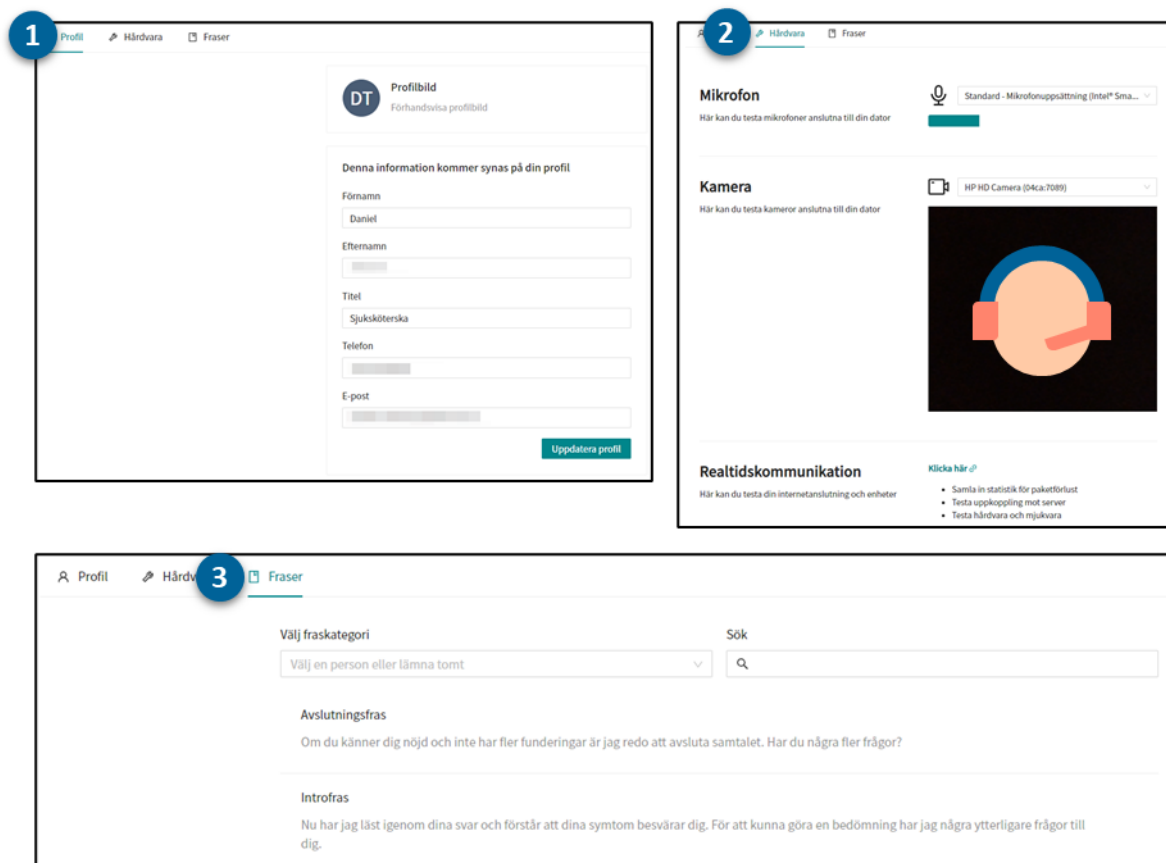 1
Profil
Hårdvara
Fraser
DT
Profilbild
Förhandsvisa profilbild
Denna information kommer synas på din profil
Förnamn
Daniel
Efternamn
Titel
Sjuksköterska
Telefon
E-post
Uppdatera profil
2
Hårdvara
Fraser
Mikrofon
Här kan du testa mikrofoner anslutna till din dator
Standard - Mikrofonuppsättning (Intel® Sma...
Kamera
Här kan du testa kameror anslutna till din dator
HP HD Camera (04ca:7089)
Realtidskommunikation
Här kan du testa din internetanslutning och enheter
Klicka här
• Samla in statistik för paketförlust
• Testa uppkoppling mot server
• Testa hårdvara och mjukvara
Profil
Hårdv
3
Fraser
Välj fraskategori
Välj en person eller lämna tomt
Sök
Avslutningsfras
Om du känner dig nöjd och inte har fler funderingar är jag redo att avsluta samtalet. Har du några fler frågor?
Introfras
Nu har jag läst igenom dina svar och förstår att dina symtom besvärar dig. För att kunna göra en bedömning har jag några ytterligare frågor till
dig.